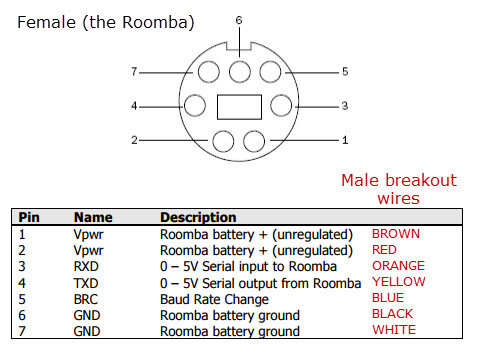 Female (the Roomba)
6
7 5
4 3
2 1
Male breakout
wires
Pin Name Description
1 Vpwr Roomba battery + (unregulated) BROWN
2 Vpwr Roomba battery + (unregulated) RED
3 RXD 0 – 5V Serial input to Roomba ORANGE
4 TXD 0 – 5V Serial output from Roomba YELLOW
5 BRC Baud Rate Change BLUE
6 GND Roomba battery ground BLACK
7 GND Roomba battery ground WHITE